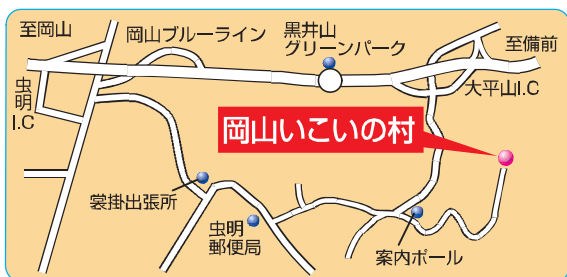 至岡山
岡山ブルーライン
黒井山
グリーンパーク
至備前
虫明
I.C
大平山I.C
岡山いこいの村
裳掛出張所
虫明
郵便局
案内ポール